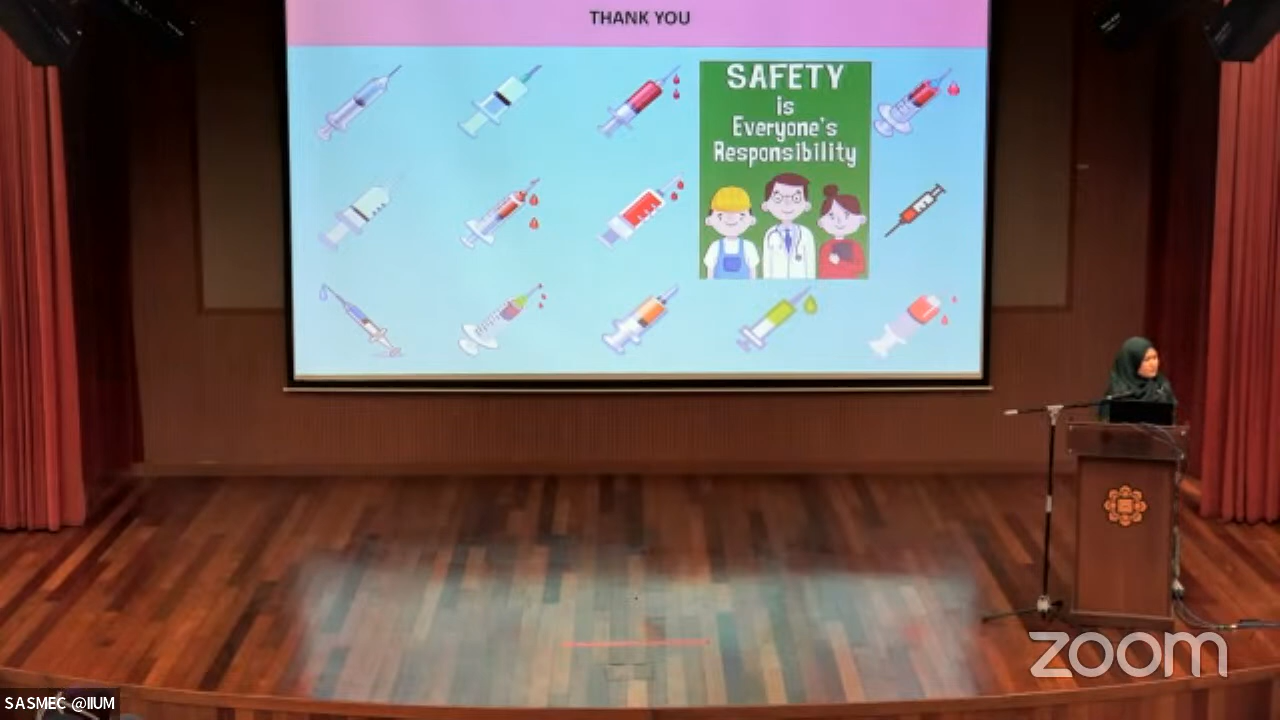 THANK YOU
SAFETY
is
Everyone's
Responsibility
zoom
SASMEC @IIUM